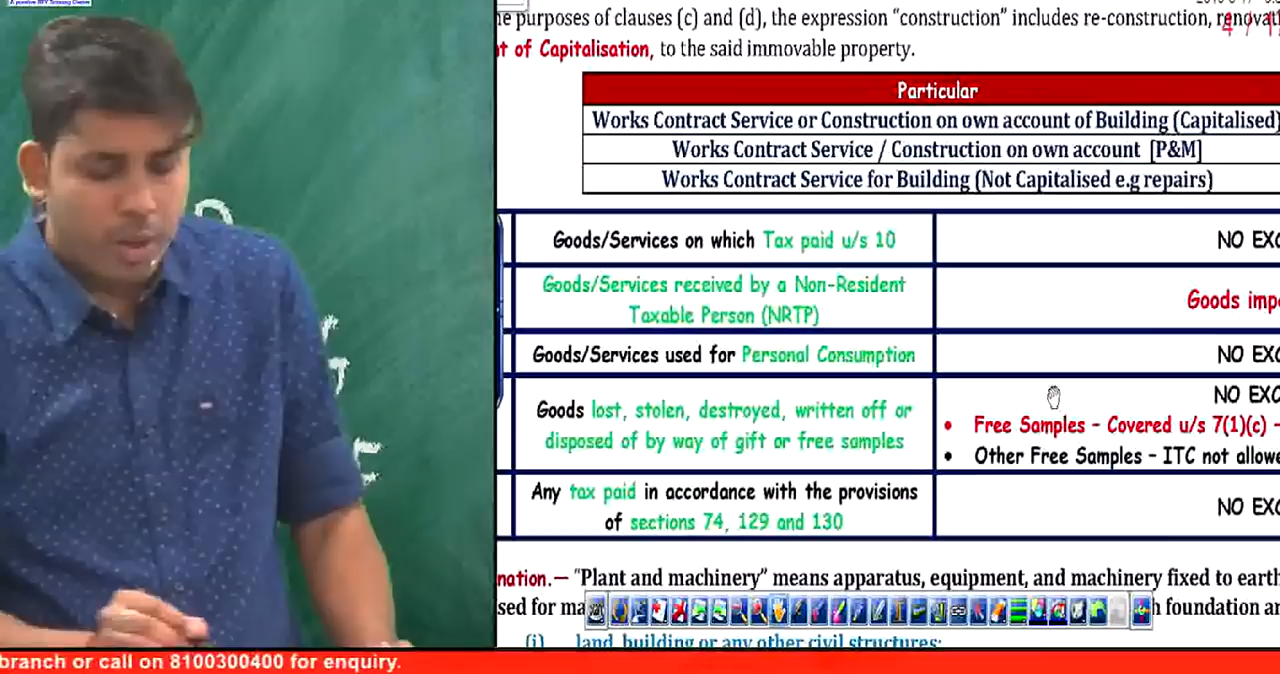 A positive GST Training Centre
e purposes of clauses (c) and (d), the expression “construction” includes re-construction, renovati
t of Capitalisation, to the said immovable property.
Particular
Works Contract Service or Construction on own account of Building (Capitalised)
Works Contract Service / Construction on own account [P&M]
Works Contract Service for Building (Not Capitalised e.g repairs)
Goods/Services on which Tax paid u/s 10
NO EXC
Goods/Services received by a Non-Resident
Taxable Person (NRTP)
Goods imp
Goods/Services used for Personal Consumption
NO EXC
Goods lost, stolen, destroyed, written off or
disposed of by way of gift or free samples
NO EXC
• Free Samples – Covered u/s 7(1)(c) –
• Other Free Samples – ITC not allowe
Any tax paid in accordance with the provisions
of sections 74, 129 and 130
NO EXC
nation.— “Plant and machinery” means apparatus, equipment, and machinery fixed to earth
sed for ma
foundation an
(i) land, building or any other civil structures;
branch or call on 8100300400 for enquiry.